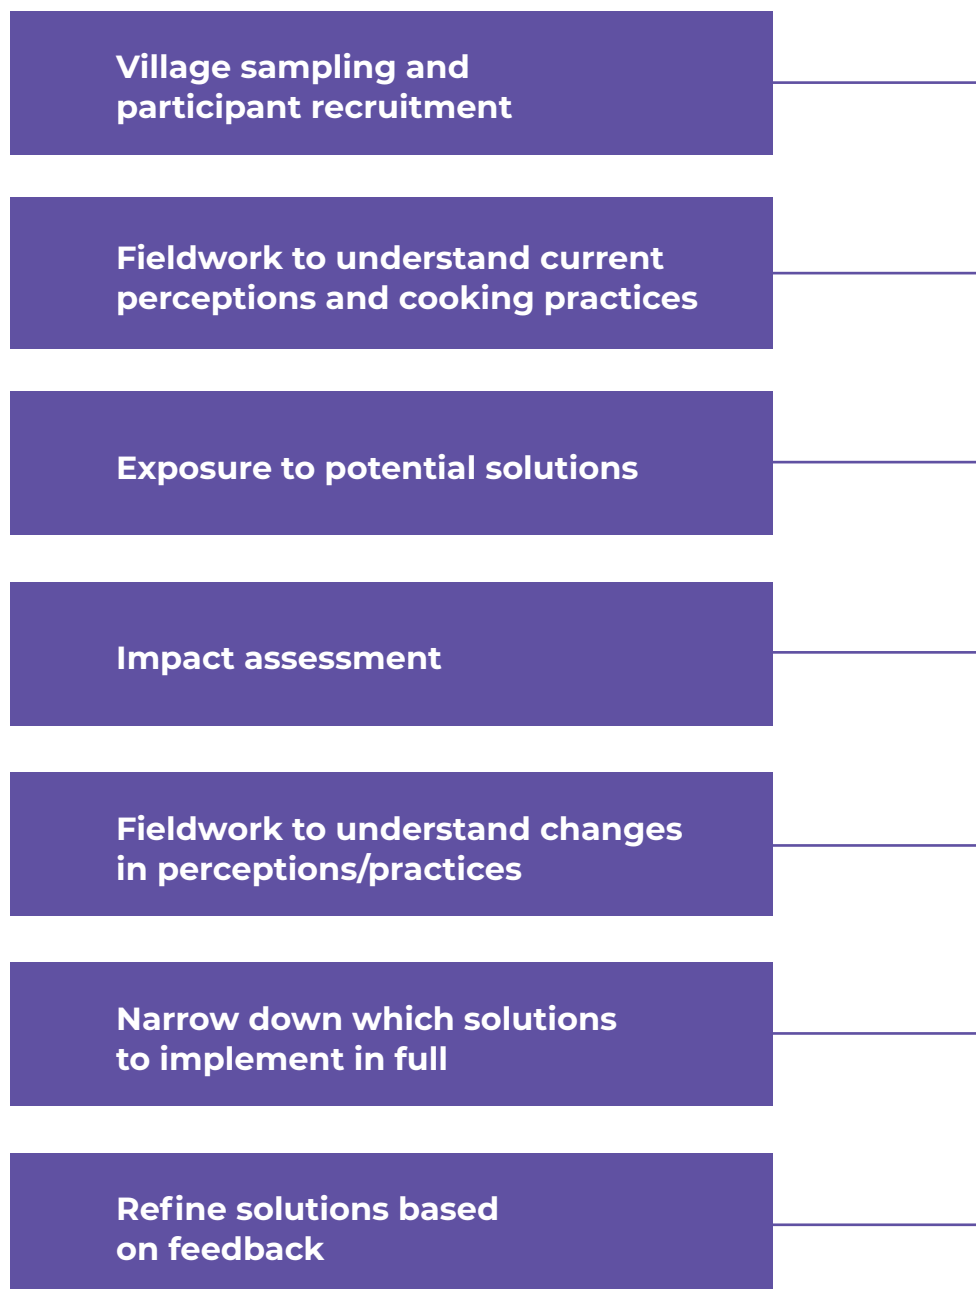 Village sampling and
participant recruitment
Fieldwork to understand current
perceptions and cooking practices
Exposure to potential solutions
Impact assessment
Fieldwork to understand changes
in perceptions/practices
Narrow down which solutions
to implement in full
Refine solutions based
on feedback